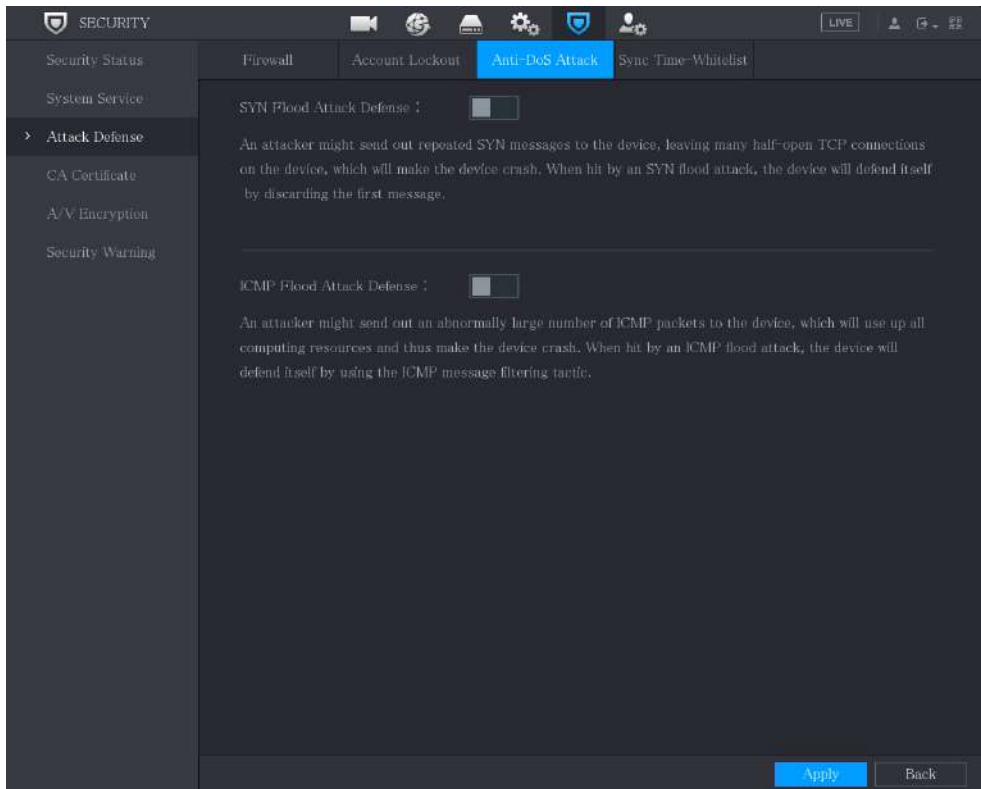 SECURITY
LIVE
Security Status
System Service
Attack Defense
CA Certificate
A/V Encryption
Security Warning
Firewall
Account Lockout
Anti-DoS Attack
Sync Time-Whitelist
SYN Flood Attack Defense :
An attacker might send out repeated SYN messages to the device, leaving many half-open TCP connections
on the device, which will make the device crash. When hit by an SYN flood attack, the device will defend itself
by discarding the first message.
ICMP Flood Attack Defense :
An attacker might send out an abnormally large number of ICMP packets to the device, which will use up all
computing resources and thus make the device crash. When hit by an ICMP flood attack, the device will
defend itself by using the ICMP message filtering tactic.
Apply
Back